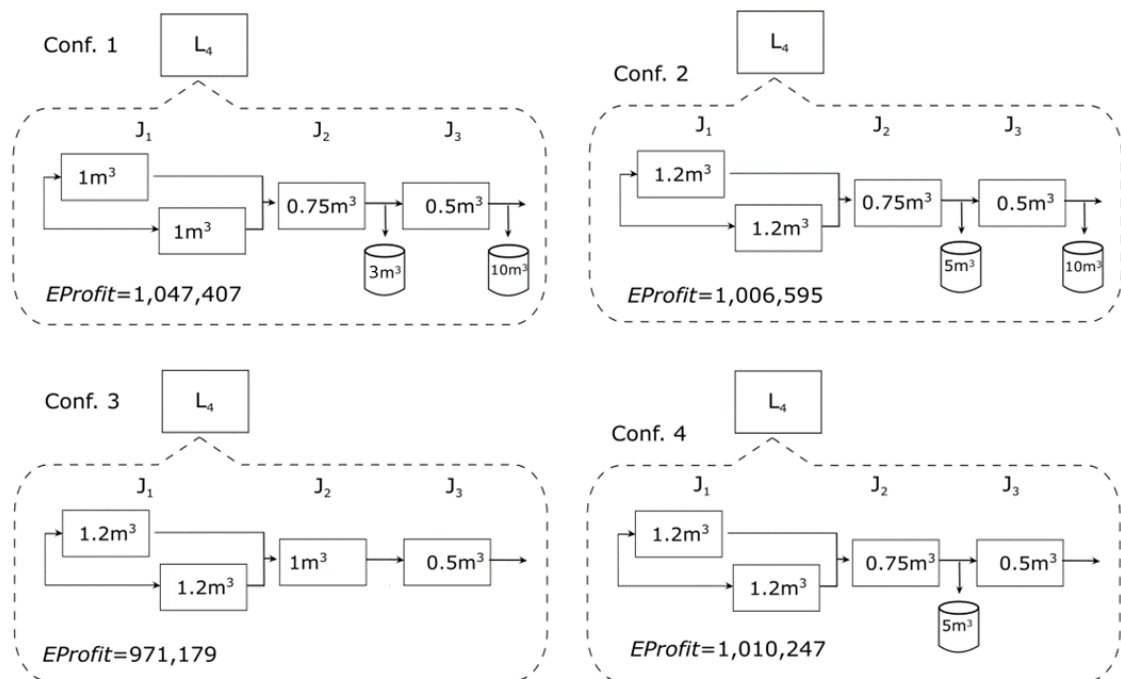 Conf. 1
L₄
J₁ J₂ J₃
1m³
1m³
0.75m³
0.5m³
3m³
10m³
EProfit=1,047,407
Conf. 2
L₄
J₁ J₂ J₃
1.2m³
1.2m³
0.75m³
0.5m³
5m³
10m³
EProfit=1,006,595
Conf. 3
L₄
J₁ J₂ J₃
1.2m³
1.2m³
1m³
0.5m³
EProfit=971,179
Conf. 4
L₄
J₁ J₂ J₃
1.2m³
1.2m³
0.75m³
0.5m³
5m³
EProfit=1,010,247